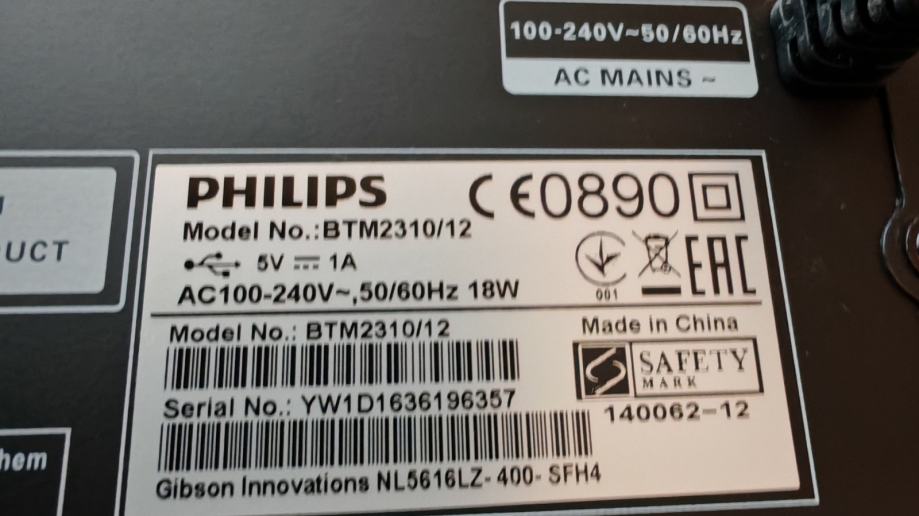 100-240V~50/60Hz
AC MAINS ~
UCT
PHILIPS CE0890
Model No.:BTM2310/12
5V ⎓ 1A
001
EAC
AC100-240V~,50/60Hz 18W
Model No.: BTM2310/12
Made in China
SAFETY
MARK
Serial No.: YW1D1636196357
140062-12
hem
Gibson Innovations NL5616LZ-400-SFH4